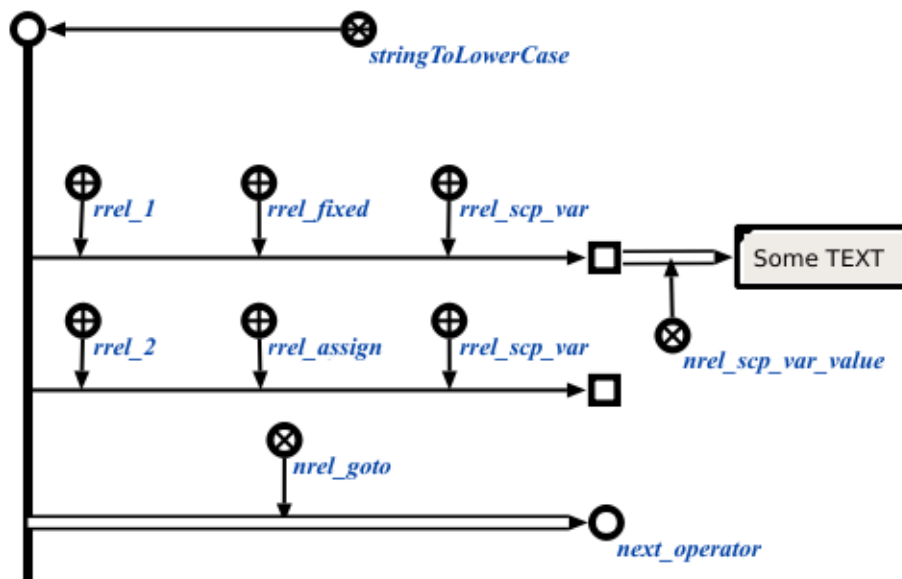 stringToLowerCase
rrel_1 rrel_fixed rrel_scp_var
Some TEXT
rrel_2 rrel_assign rrel_scp_var
nrel_scp_var_value
nrel_goto
next_operator